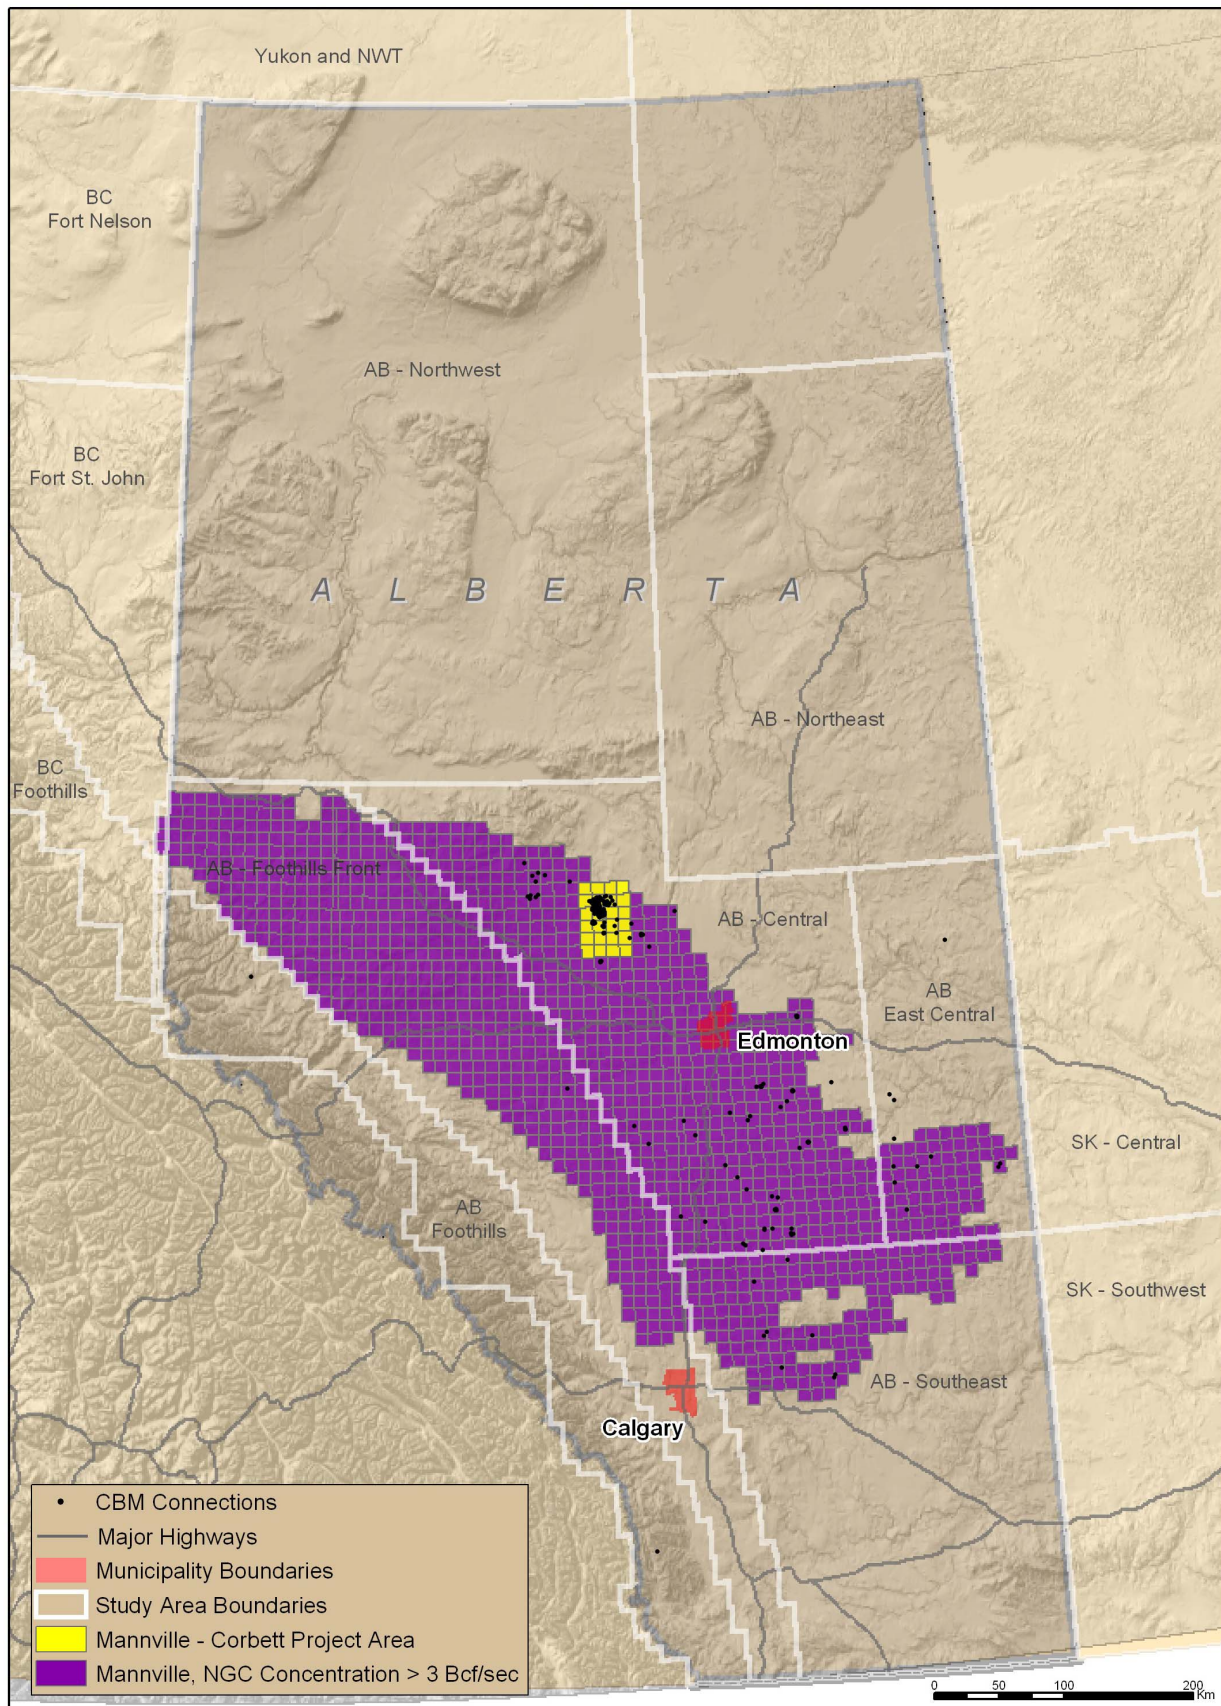 Yukon and NWT
BC
Fort Nelson
AB - Northwest
BC
Fort St. John
A L B E R T A
AB - Northeast
BC
Foothills
AB - Foothills Front
AB - Central
AB
East Central
Edmonton
SK - Central
AB
Foothills
SK - Southwest
AB - Southeast
Calgary
CBM Connections
Major Highways
Municipality Boundaries
Study Area Boundaries
Mannville - Corbett Project Area
Mannville, NGC Concentration > 3 Bcf/sec
0 50 100 200
Km